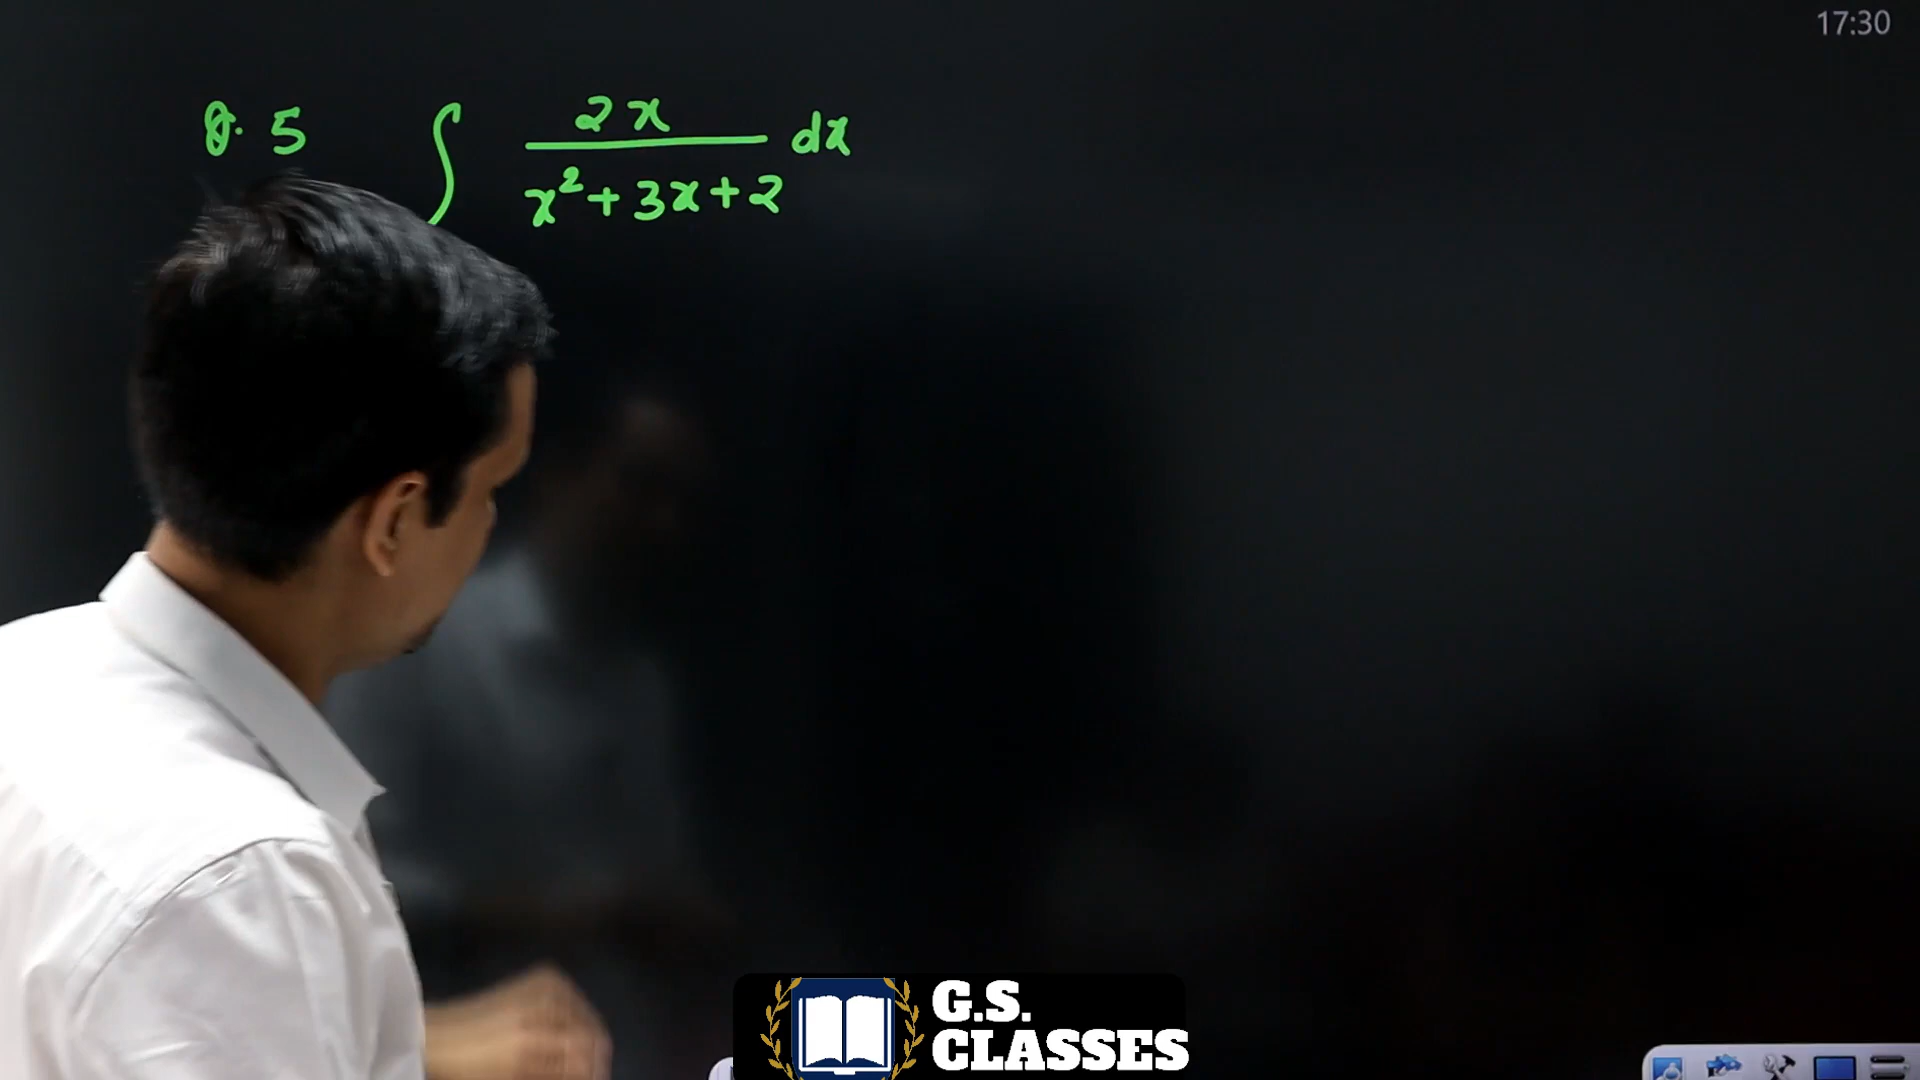 17:30
Q. 5 ∫ 2x / (x²+3x+2) dx
G.S.
CLASSES